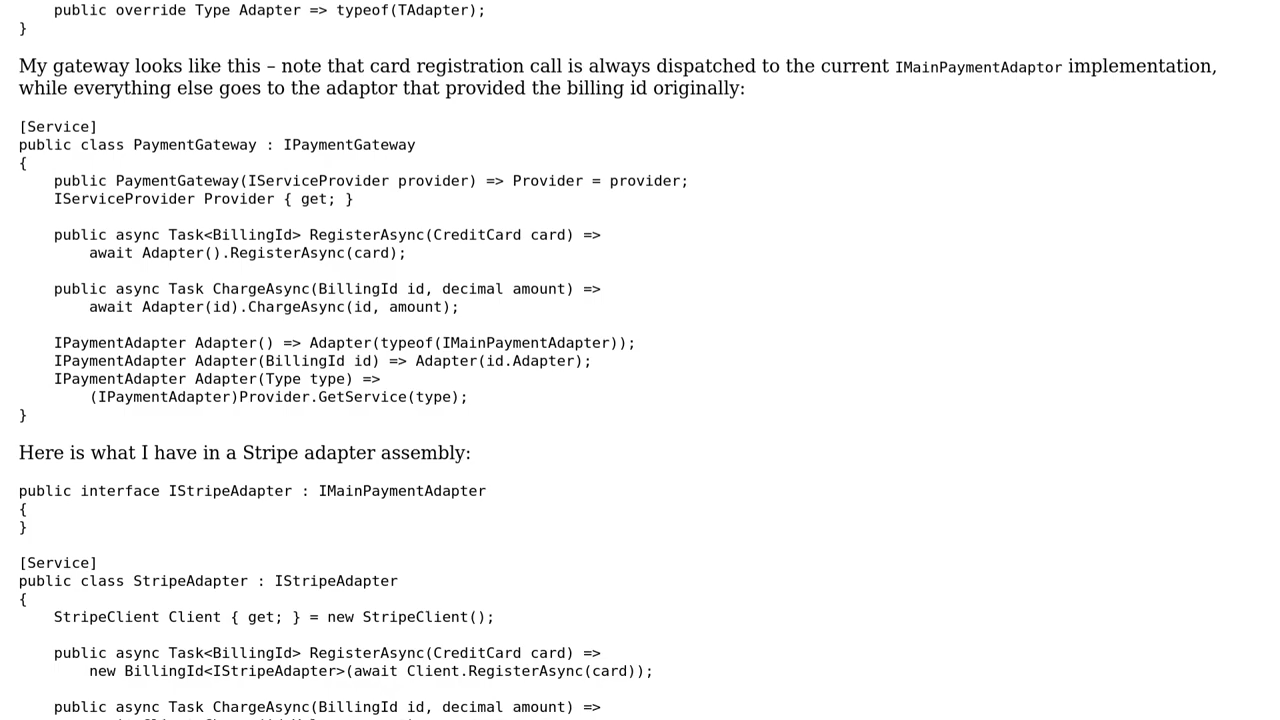 public override Type Adapter => typeof(TAdapter);
}
My gateway looks like this – note that card registration call is always dispatched to the current IMainPaymentAdaptor implementation,
while everything else goes to the adaptor that provided the billing id originally:
[Service]
public class PaymentGateway : IPaymentGateway
{
    public PaymentGateway(IServiceProvider provider) => Provider = provider;
    IServiceProvider Provider { get; }
    public async Task<BillingId> RegisterAsync(CreditCard card) =>
        await Adapter().RegisterAsync(card);
    public async Task ChargeAsync(BillingId id, decimal amount) =>
        await Adapter(id).ChargeAsync(id, amount);
    IPaymentAdapter Adapter() => Adapter(typeof(IMainPaymentAdapter));
    IPaymentAdapter Adapter(BillingId id) => Adapter(id.Adapter);
    IPaymentAdapter Adapter(Type type) =>
        (IPaymentAdapter)Provider.GetService(type);
}
Here is what I have in a Stripe adapter assembly:
public interface IStripeAdapter : IMainPaymentAdapter
{
}
[Service]
public class StripeAdapter : IStripeAdapter
{
    StripeClient Client { get; } = new StripeClient();
    public async Task<BillingId> RegisterAsync(CreditCard card) =>
        new BillingId<IStripeAdapter>(await Client.RegisterAsync(card));
    public async Task ChargeAsync(BillingId id, decimal amount) =>